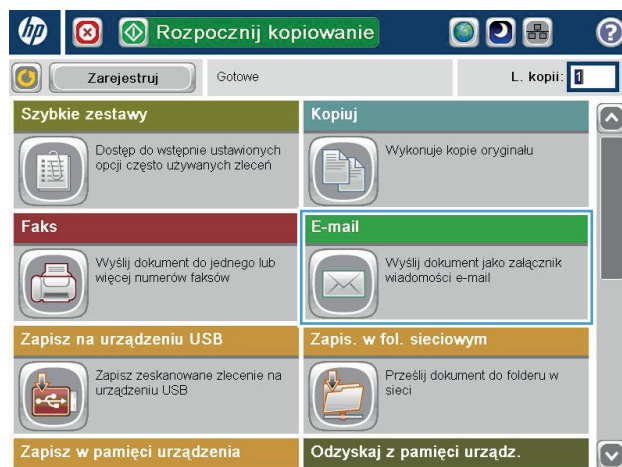 hp
Rozpocznij kopiowanie
?
Zarejestruj
Gotowe
L. kopii: 1
Szybkie zestawy
Dostęp do wstępnie ustawionych
opcji często używanych zleceń
Kopiuj
Wykonuje kopie oryginału
Faks
Wyślij dokument do jednego lub
więcej numerów faksów
E-mail
Wyślij dokument jako załącznik
wiadomości e-mail
Zapisz na urządzeniu USB
Zapisz zeskanowane zlecenie na
urządzeniu USB
Zapis. w fol. sieciowym
Prześlij dokument do folderu w
sieci
Zapisz w pamięci urządzenia
Odzyskaj z pamięci urządz.